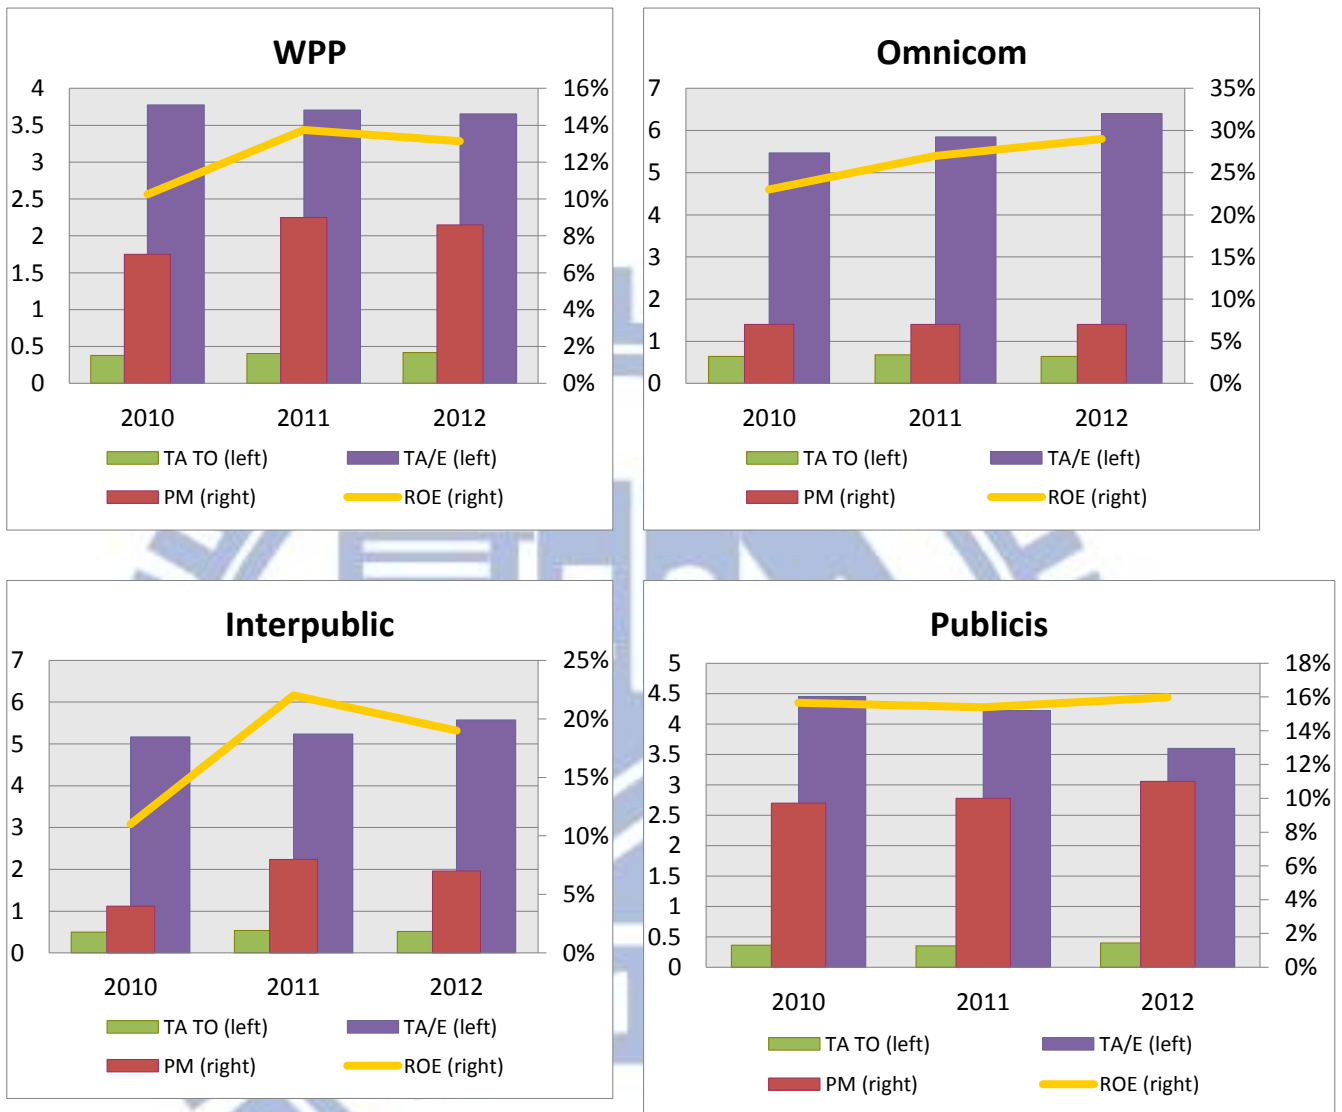 WPP
4 16%
3.5 14%
3 12%
2.5 10%
2 8%
1.5 6%
1 4%
0.5 2%
0 0%
2010 2011 2012
TA TO (left) TA/E (left)
PM (right) ROE (right)
Omnicom
7 35%
6 30%
5 25%
4 20%
3 15%
2 10%
1 5%
0 0%
2010 2011 2012
TA TO (left) TA/E (left)
PM (right) ROE (right)
Interpublic
7 25%
6
20%
5
4 15%
3
10%
2
5%
1
0 0%
2010 2011 2012
TA TO (left) TA/E (left)
PM (right) ROE (right)
Publicis
5 18%
4.5 16%
4 14%
3.5 12%
3
2.5 10%
2 8%
1.5 6%
1 4%
0.5 2%
0 0%
2010 2011 2012
TA TO (left) TA/E (left)
PM (right) ROE (right)